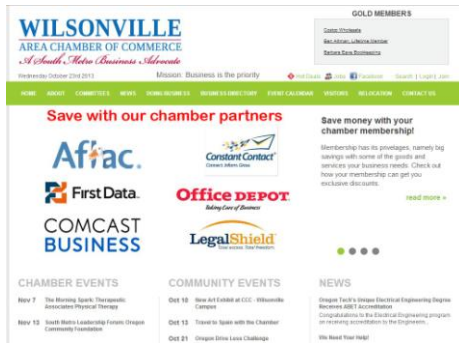 WILSONVILLE
AREA CHAMBER OF COMMERCE
A South Metro Business Advocate
GOLD MEMBERS
Costco Wholesale
Ben Altman, Lifetime Member
Barbara Bare Bookkeeping
Wednesday October 23rd 2013
Mission: Business is the priority
Hot Deals Jobs Facebook Search | Login | Join
HOME ABOUT COMMITTEES NEWS DOING BUSINESS BUSINESS DIRECTORY EVENT CALENDAR VISITORS RELOCATION CONTACT US
Save with our chamber partners
Aflac.
Constant Contact
Connect. Inform. Grow.
First Data.
Office DEPOT
Taking Care of Business
COMCAST
BUSINESS
LegalShield
Save money with your
chamber membership!
Membership has its privelages, namely big
savings with some of the goods and
services your business needs. Check out
how your membership can get you
exclusive discounts.
read more »
CHAMBER EVENTS
Nov 7 The Morning Spark: Therapeutic
Associates Physical Therapy
Nov 13 South Metro Leadership Forum: Oregon
Community Foundation
COMMUNITY EVENTS
Oct 10 New Art Exhibit at CCC - Wilsonville
Campus
Oct 13 Travel to Spain with the Chamber
Oct 21 Oregon Drive Less Challenge
NEWS
Oregon Tech's Unique Electrical Engineering Degree
Receives ABET Accreditation
Congratulations to the Electrical Engineering program
on receiving accreditation by the Engineerin...
We Need Your Help!